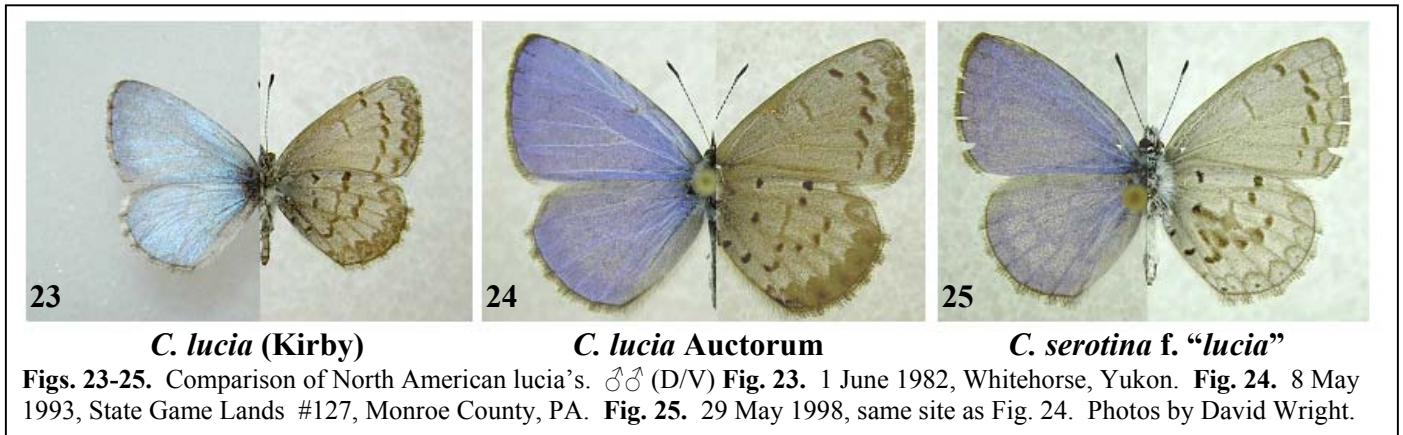 23
24
25
C. lucia (Kirby)
C. lucia Auctorum
C. serotina f. “lucia”
Figs. 23-25. Comparison of North American lucia’s. ♂♂ (D/V) Fig. 23. 1 June 1982, Whitehorse, Yukon. Fig. 24. 8 May
1993, State Game Lands #127, Monroe County, PA. Fig. 25. 29 May 1998, same site as Fig. 24. Photos by David Wright.